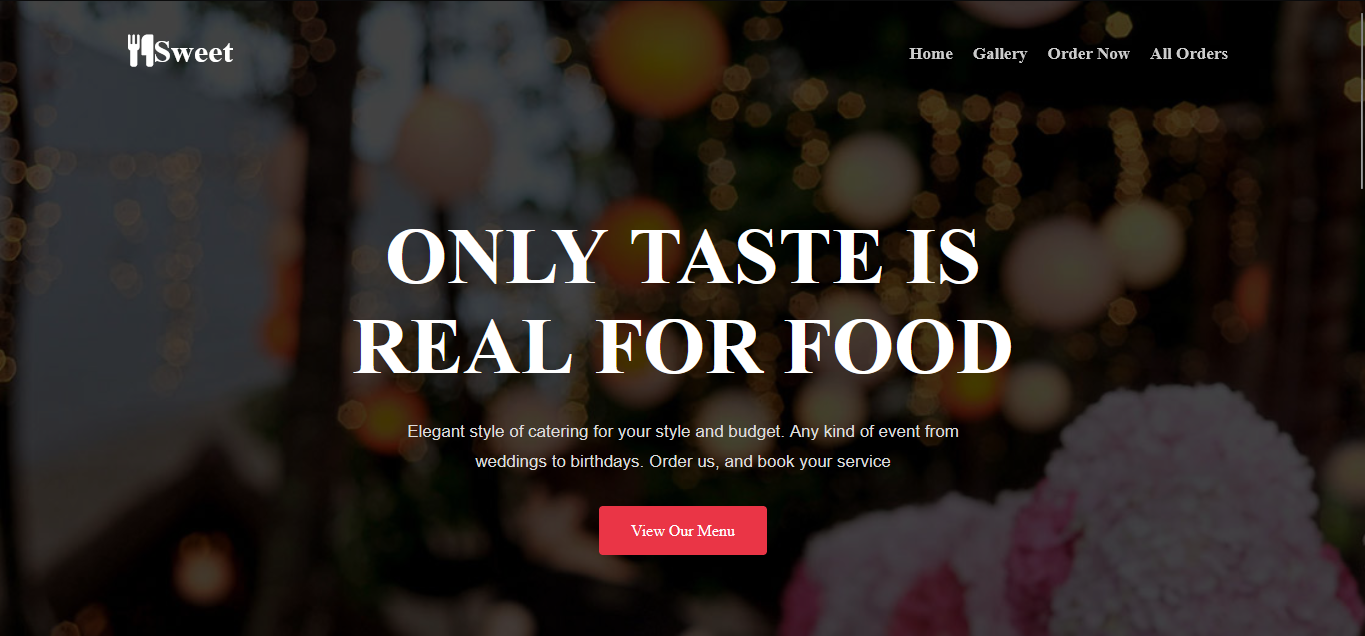 Sweet
Home Gallery Order Now All Orders
ONLY TASTE IS
REAL FOR FOOD
Elegant style of catering for your style and budget. Any kind of event from
weddings to birthdays. Order us, and book your service
View Our Menu